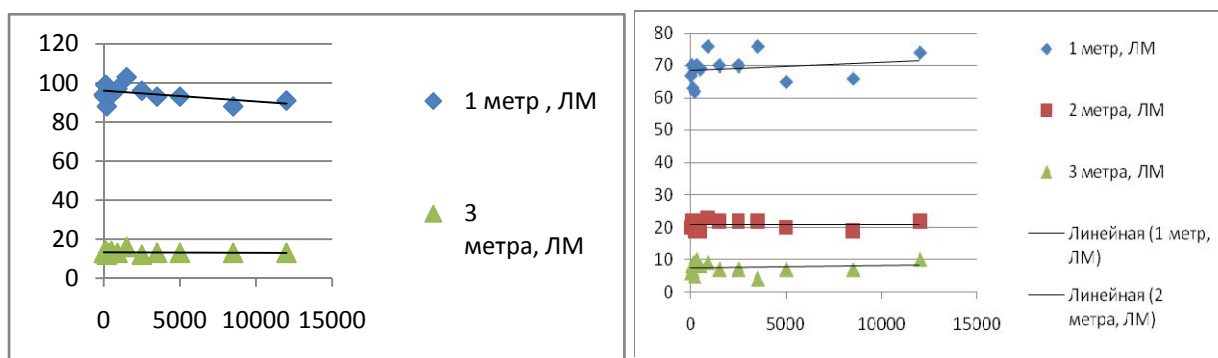 120
100
80
60
40
20
0
0 5000 10000 15000
1 метр , ЛМ
3
метра, ЛМ
80
70
60
50
40
30
20
10
0
0 5000 10000 15000
1 метр, ЛМ
2 метра, ЛМ
3 метра, ЛМ
Линейная (1 метр,
ЛМ)
Линейная (2
метра, ЛМ)